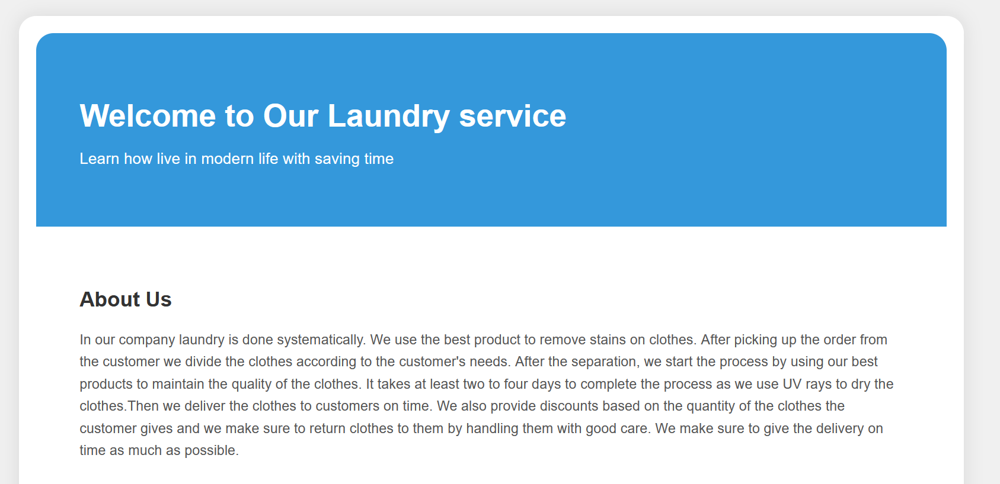 Welcome to Our Laundry service
Learn how live in modern life with saving time
About Us
In our company laundry is done systematically. We use the best product to remove stains on clothes. After picking up the order from
the customer we divide the clothes according to the customer's needs. After the separation, we start the process by using our best
products to maintain the quality of the clothes. It takes at least two to four days to complete the process as we use UV rays to dry the
clothes.Then we deliver the clothes to customers on time. We also provide discounts based on the quantity of the clothes the
customer gives and we make sure to return clothes to them by handling them with good care. We make sure to give the delivery on
time as much as possible.